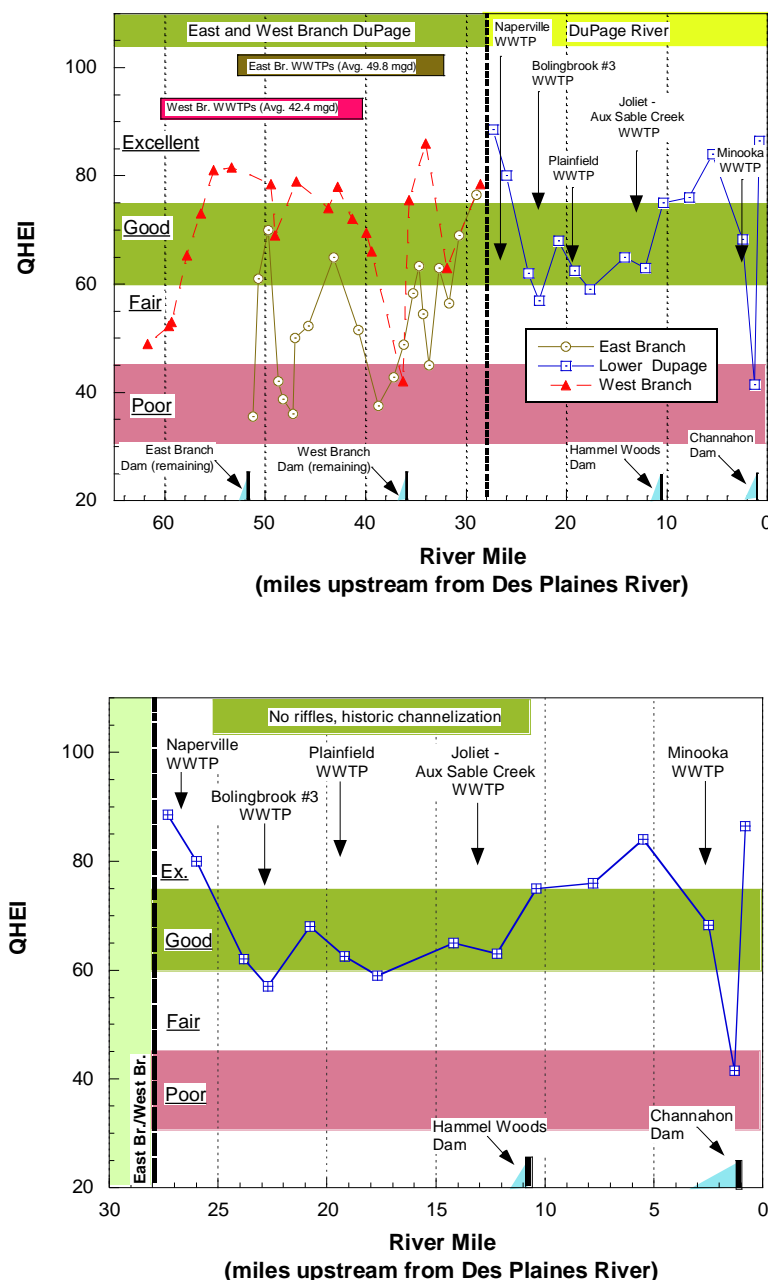 East and West Branch DuPage
DuPage River
Naperville
WWTP
East Br. WWTPs (Avg. 49.8 mgd)
West Br. WWTPs (Avg. 42.4 mgd)
Bolingbrook #3
WWTP
Joliet -
Aux Sable Creek
WWTP
Plainfield
WWTP
Minooka
WWTP
Excellent
Good
Fair
Poor
QHEI
100
80
60
40
20
East Branch
Lower Dupage
West Branch
East Branch
Dam (remaining)
West Branch
Dam (remaining)
Hammel Woods
Dam
Channahon
Dam
60
50
40
30
20
10
0
River Mile
(miles upstream from Des Plaines River)
No riffles, historic channelization
Naperville
WWTP
Bolingbrook #3
WWTP
Plainfield
WWTP
Joliet -
Aux Sable Creek
WWTP
Minooka
WWTP
Ex.
Good
Fair
Poor
East Br./West Br.
QHEI
100
80
60
40
20
Hammel Woods
Dam
Channahon
Dam
30
25
20
15
10
5
0
River Mile
(miles upstream from Des Plaines River)